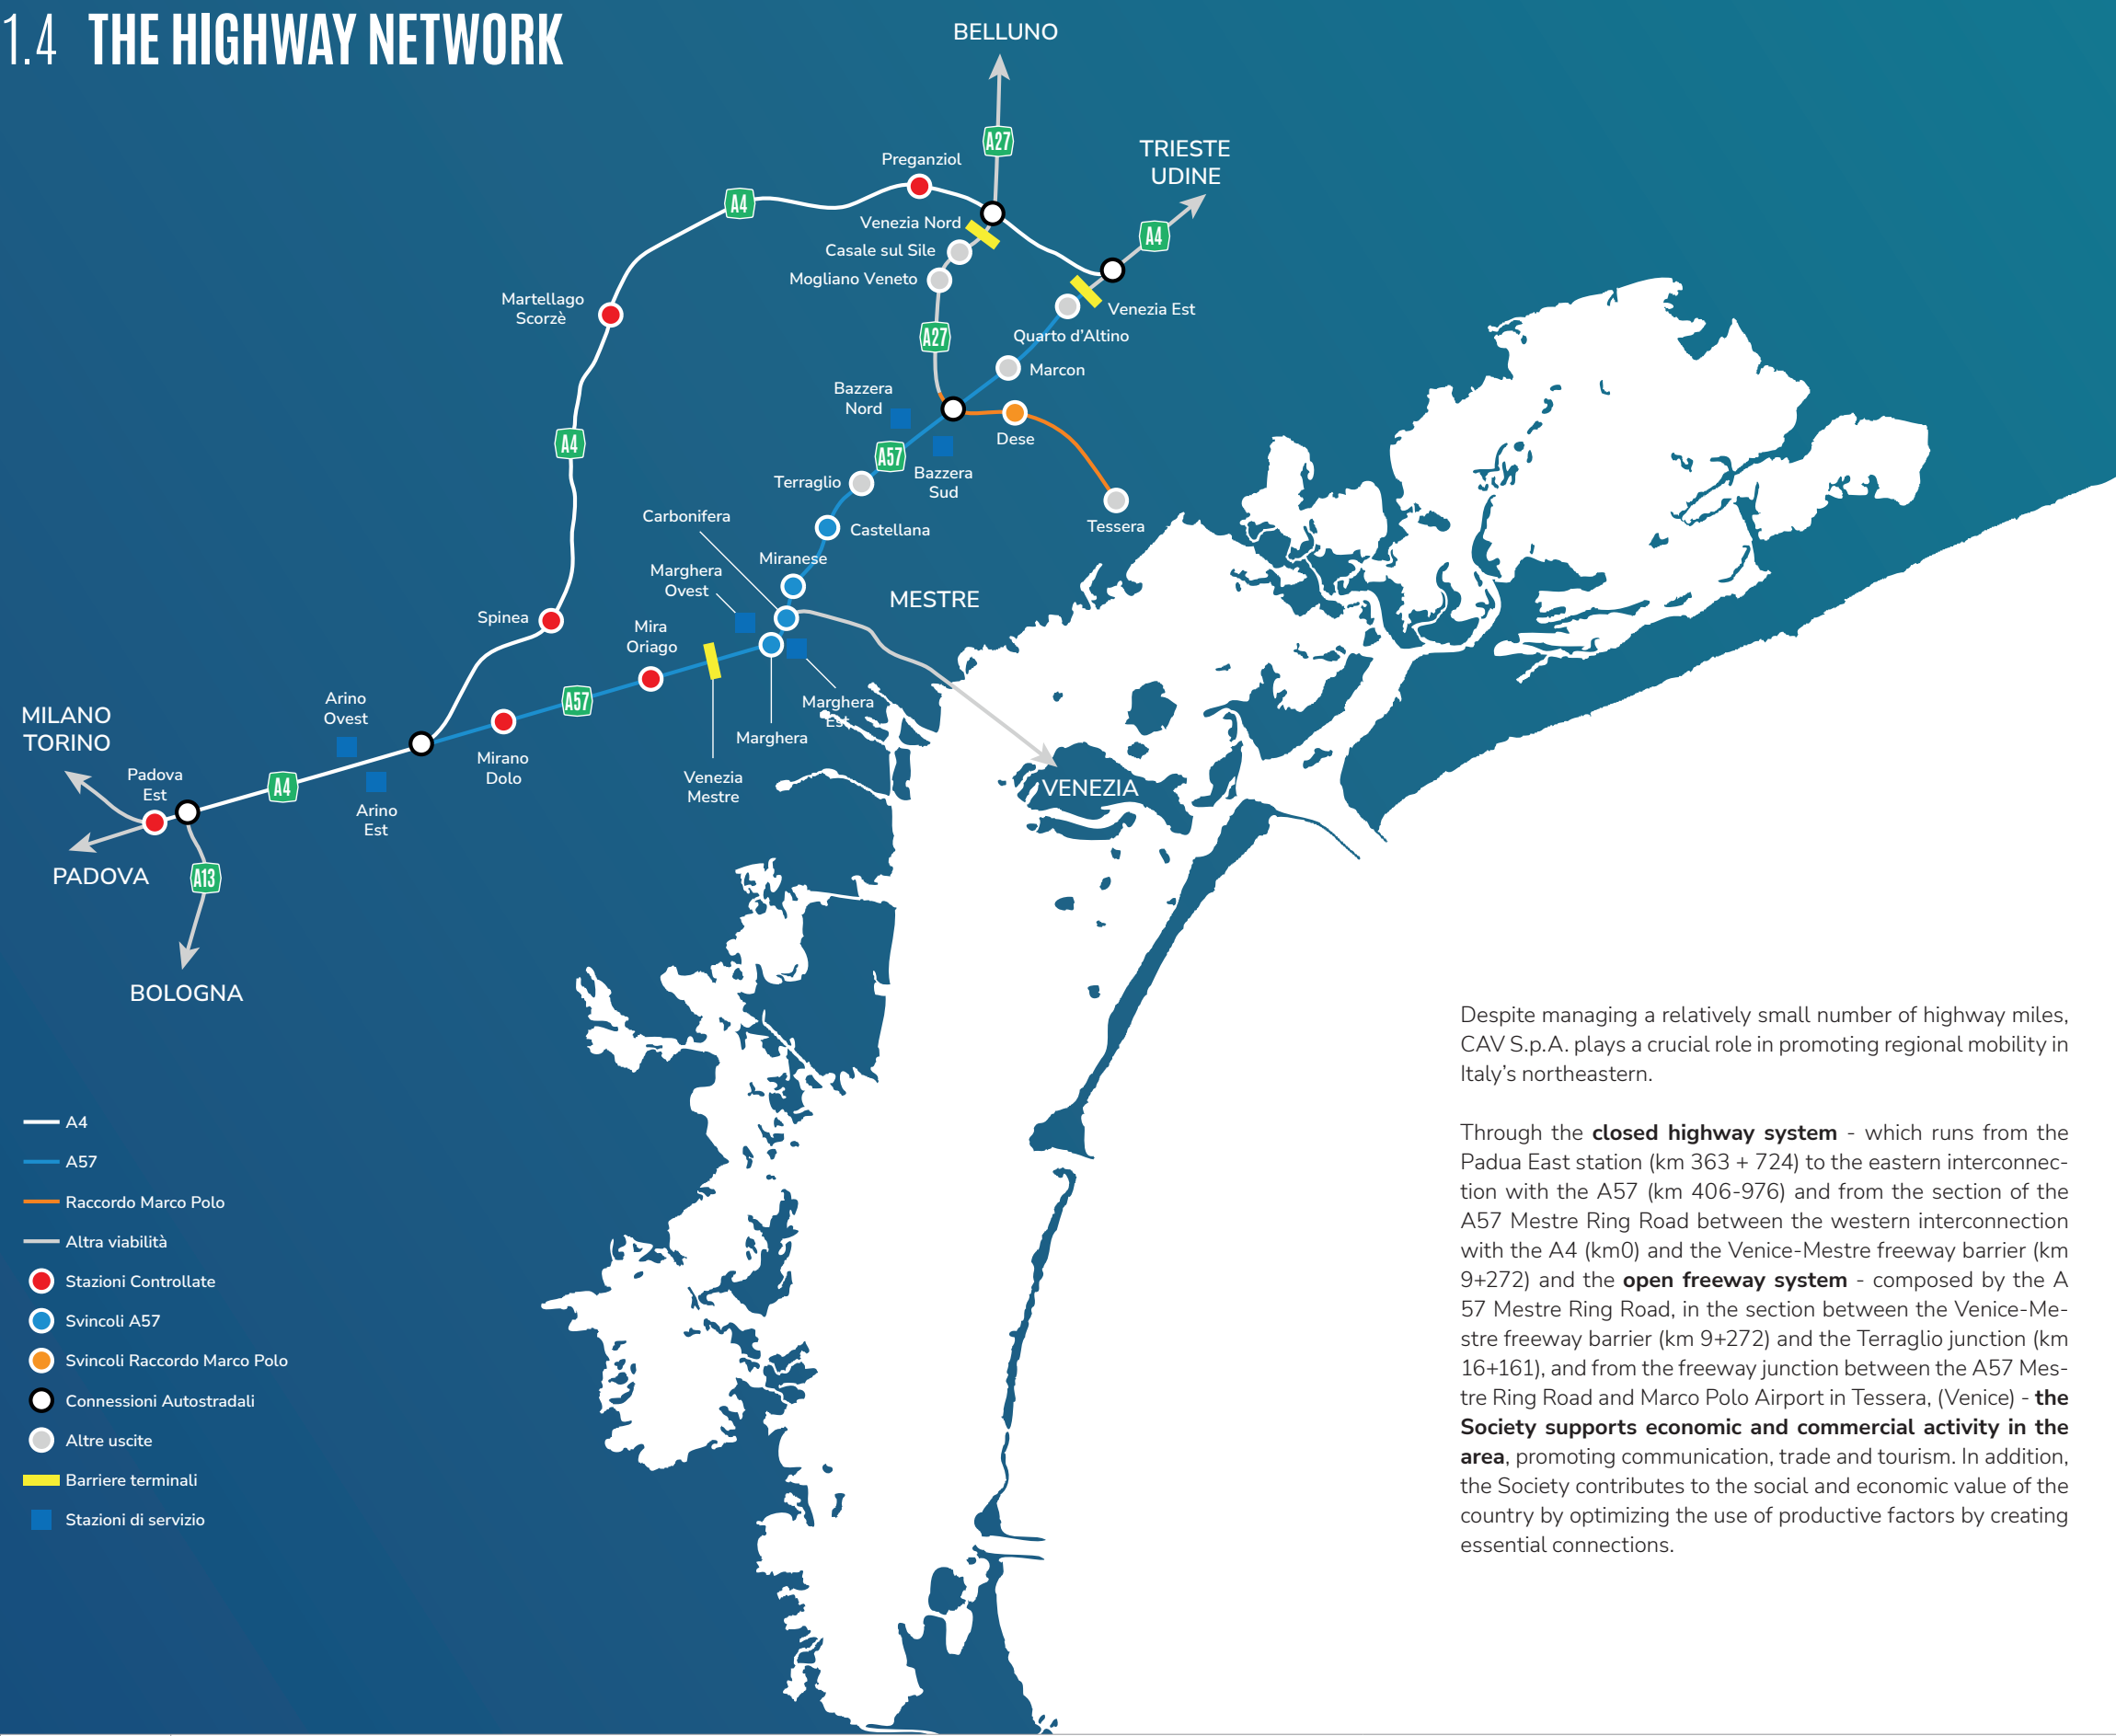 1.4 THE HIGHWAY NETWORK
BELLUNO
A27
TRIESTE
UDINE
A4
Preganziol
A4
Venezia Nord
Casale sul Sile
Mogliano Veneto
Venezia Est
Martellago
Scorzè
Quarto d'Altino
A27
Marcon
Bazzera
Nord
A4
Dese
A57
Bazzera
Sud
Terraglio
Carbonifera
Castellana
Tessera
Miranese
Marghera
Ovest
MESTRE
Spinea
Mira
Oriago
Arino
Ovest
A57
Marghera
Est
MILANO
TORINO
Marghera
Mirano
Dolo
Padova
Est
A4
Venezia
Mestre
VENEZIA
Arino
Est
PADOVA
A13
BOLOGNA
A4
A57
Raccordo Marco Polo
Altra viabilità
Stazioni Controllate
Svincoli A57
Svincoli Raccordo Marco Polo
Connessioni Autostradali
Altre uscite
Barriere terminali
Stazioni di servizio
Despite managing a relatively small number of highway miles,
CAV S.p.A. plays a crucial role in promoting regional mobility in
Italy's northeastern.
Through the closed highway system - which runs from the
Padua East station (km 363 + 724) to the eastern interconnec-
tion with the A57 (km 406-976) and from the section of the
A57 Mestre Ring Road between the western interconnection
with the A4 (km0) and the Venice-Mestre freeway barrier (km
9+272) and the open freeway system - composed by the A
57 Mestre Ring Road, in the section between the Venice-Me-
stre freeway barrier (km 9+272) and the Terraglio junction (km
16+161), and from the freeway junction between the A57 Mes-
tre Ring Road and Marco Polo Airport in Tessera, (Venice) - the
Society supports economic and commercial activity in the
area, promoting communication, trade and tourism. In addition,
the Society contributes to the social and economic value of the
country by optimizing the use of productive factors by creating
essential connections.